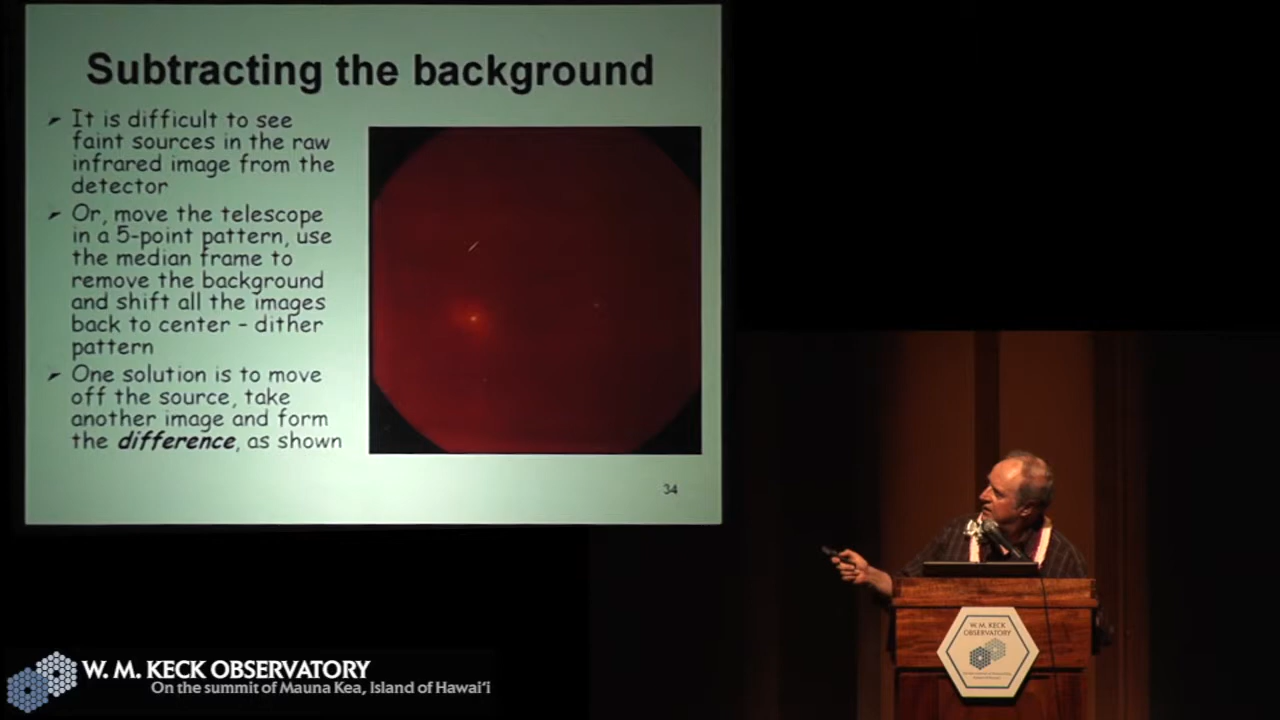 Subtracting the background
It is difficult to see
faint sources in the raw
infrared image from the
detector
Or, move the telescope
in a 5-point pattern, use
the median frame to
remove the background
and shift all the images
back to center - dither
pattern
One solution is to move
off the source, take
another image and form
the difference, as shown
34
W. M. KECK
OBSERVATORY
W. M. KECK OBSERVATORY
On the summit of Mauna Kea, Island of Hawai‘i